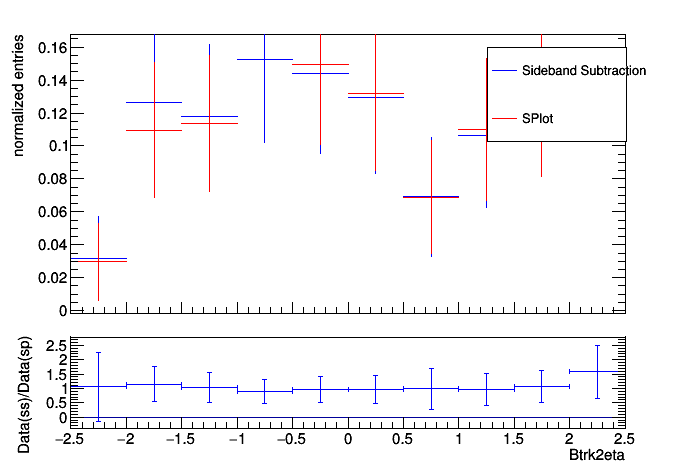 normalized entries
0.16
0.14
0.12
0.1
0.08
0.06
0.04
0.02
0
Sideband Subtraction
SPlot
Data(ss)/Data(sp)
2.5
2
1.5
1
0.5
0
−2.5 −2 −1.5 −1 −0.5 0 0.5 1 1.5 2 2.5
Btrk2eta